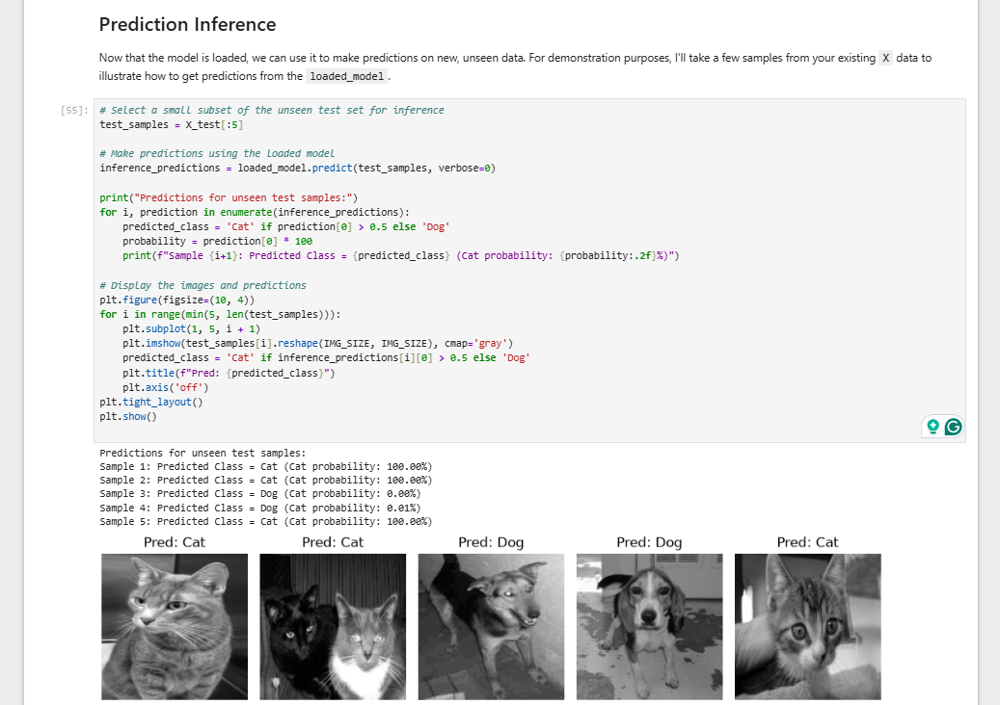 Prediction Inference
Now that the model is loaded, we can use it to make predictions on new, unseen data. For demonstration purposes, I'll take a few samples from your existing X data to
illustrate how to get predictions from the loaded_model.
[55]:
# Select a small subset of the unseen test set for inference
test_samples = X_test[:5]
# Make predictions using the loaded model
inference_predictions = loaded_model.predict(test_samples, verbose=0)
print("Predictions for unseen test samples:")
for i, prediction in enumerate(inference_predictions):
    predicted_class = 'Cat' if prediction[0] > 0.5 else 'Dog'
    probability = prediction[0] * 100
    print(f"Sample {i+1}: Predicted Class = {predicted_class} (Cat probability: {probability:.2f}%)")
# Display the images and predictions
plt.figure(figsize=(10, 4))
for i in range(min(5, len(test_samples))):
    plt.subplot(1, 5, i + 1)
    plt.imshow(test_samples[i].reshape(IMG_SIZE, IMG_SIZE), cmap='gray')
    predicted_class = 'Cat' if inference_predictions[i][0] > 0.5 else 'Dog'
    plt.title(f"Pred: {predicted_class}")
    plt.axis('off')
plt.tight_layout()
plt.show()
Predictions for unseen test samples:
Sample 1: Predicted Class = Cat (Cat probability: 100.00%)
Sample 2: Predicted Class = Cat (Cat probability: 100.00%)
Sample 3: Predicted Class = Dog (Cat probability: 0.00%)
Sample 4: Predicted Class = Dog (Cat probability: 0.01%)
Sample 5: Predicted Class = Cat (Cat probability: 100.00%)
Pred: Cat
Pred: Cat
Pred: Dog
Pred: Dog
Pred: Cat